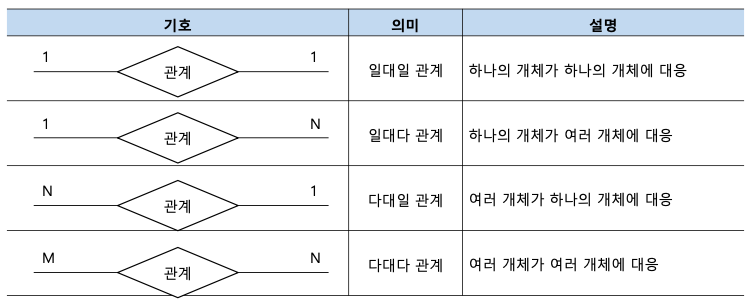 기호 의미 설명
1 관계 1 일대일 관계 하나의 개체가 하나의 개체에 대응
1 관계 N 일대다 관계 하나의 개체가 여러 개체에 대응
N 관계 1 다대일 관계 여러 개체가 하나의 개체에 대응
M 관계 N 다대다 관계 여러 개체가 여러 개체에 대응